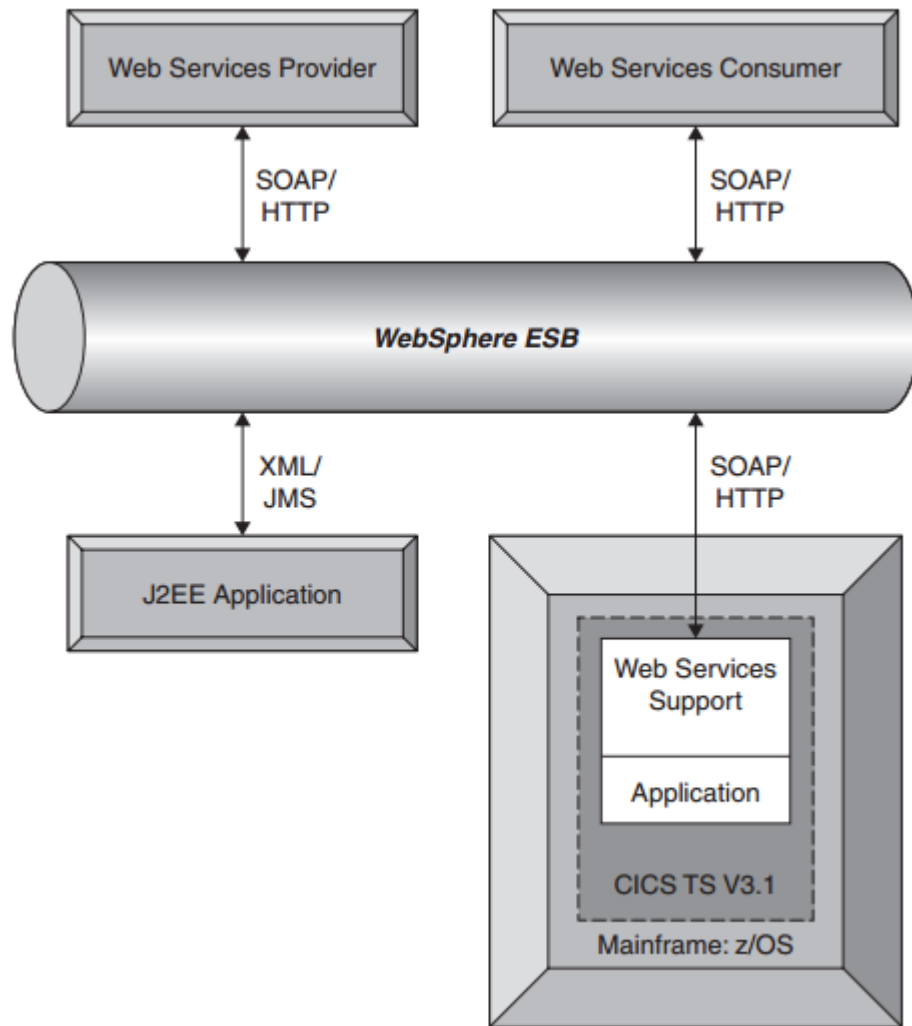 Web Services Provider
Web Services Consumer
SOAP/
HTTP
SOAP/
HTTP
WebSphere ESB
XML/
JMS
SOAP/
HTTP
J2EE Application
Web Services
Support
Application
CICS TS V3.1
Mainframe: z/OS